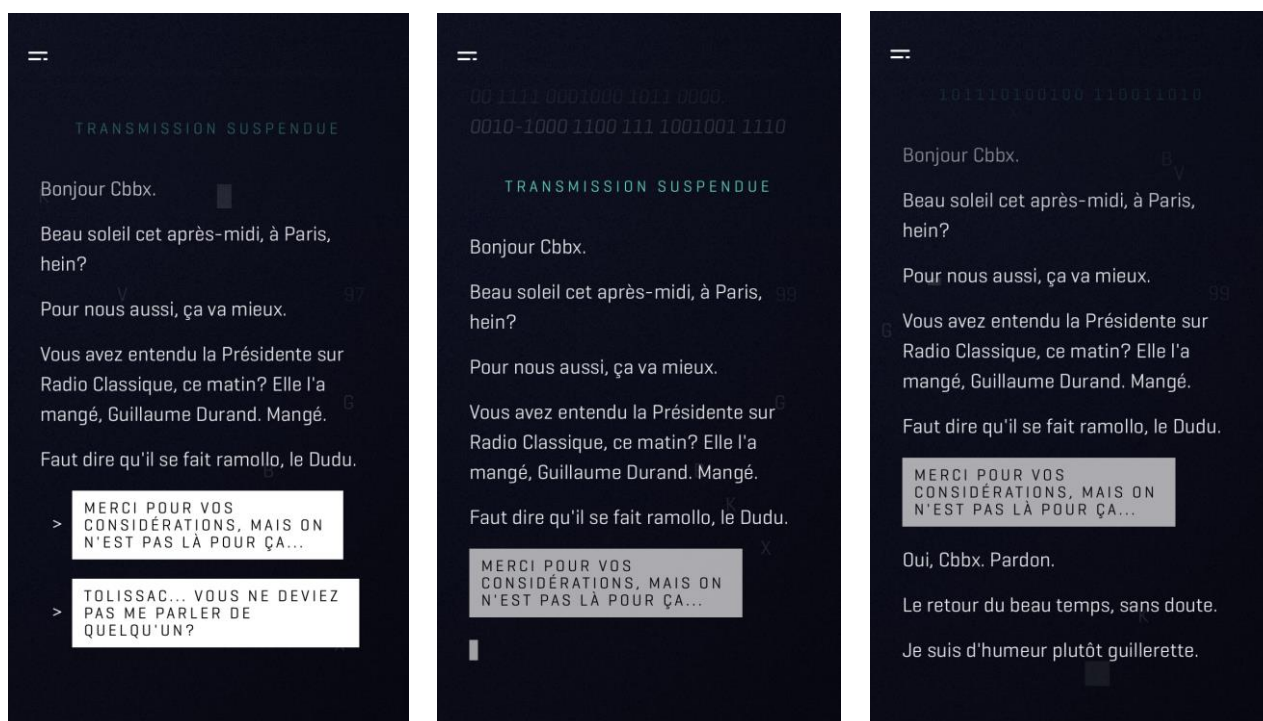 TRANSMISSION SUSPENDUE
Bonjour Cbbx.
Beau soleil cet après-midi, à Paris,
hein?
Pour nous aussi, ça va mieux.
V
97
Vous avez entendu la Présidente sur
Radio Classique, ce matin? Elle l'a
mangé, Guillaume Durand. Mangé.
G
Faut dire qu'il se fait ramollo, le Dudu.
B
> MERCI POUR VOS
CONSIDÉRATIONS, MAIS ON
N'EST PAS LÀ POUR ÇA...
> TOLISSAC... VOUS NE DEVIEZ
PAS ME PARLER DE
QUELQU'UN?
00 1111 0001000 1011 0000.
0010-1000 1100 111 1001001 1110
TRANSMISSION SUSPENDUE
Bonjour Cbbx.
Beau soleil cet après-midi, à Paris,
99
hein?
Pour nous aussi, ça va mieux.
G
Vous avez entendu la Présidente sur
Radio Classique, ce matin? Elle l'a
mangé, Guillaume Durand. Mangé.
K
Faut dire qu'il se fait ramollo, le Dudu.
X
MERCI POUR VOS
CONSIDÉRATIONS, MAIS ON
N'EST PAS LÀ POUR ÇA...
101110100100 110011010
Bonjour Cbbx.
B
V
Beau soleil cet après-midi, à Paris,
hein?
Pour nous aussi, ça va mieux.
99
G
Vous avez entendu la Présidente sur
Radio Classique, ce matin? Elle l'a
mangé, Guillaume Durand. Mangé.
Faut dire qu'il se fait ramollo, le Dudu.
MERCI POUR VOS
CONSIDÉRATIONS, MAIS ON
N'EST PAS LÀ POUR ÇA...
Oui, Cbbx. Pardon.
Le retour du beau temps, sans doute.
K
Je suis d'humeur plutôt guillerette.